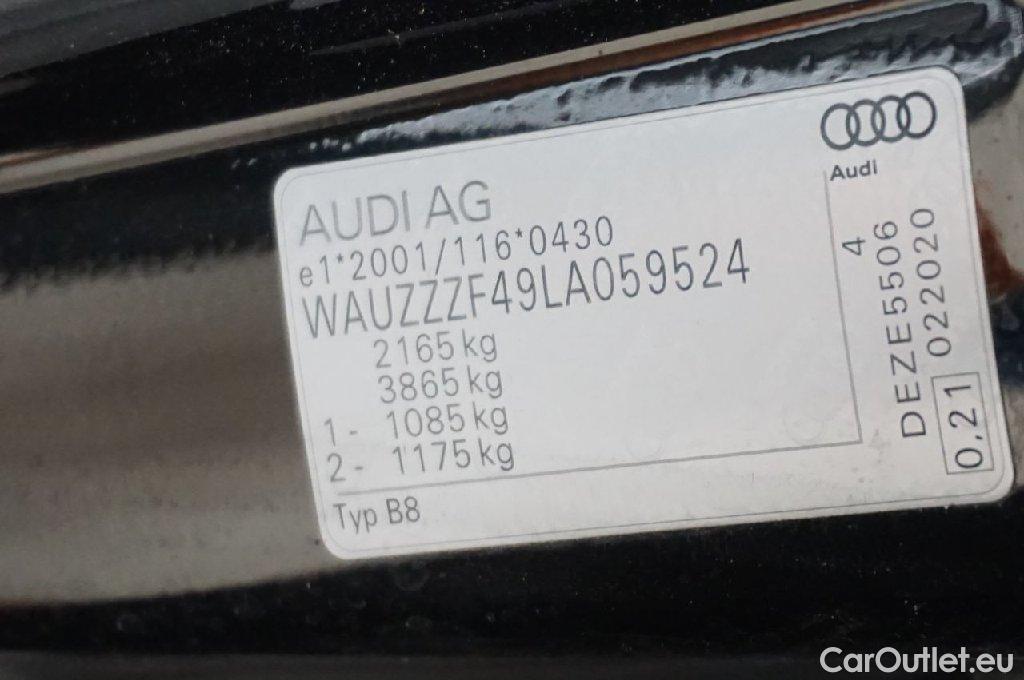 AUDI AG
e1*2001/116*0430
WAUZZZF49LA059524
2165 kg
3865 kg
1 - 1085 kg
2 - 1175 kg
Typ B8
Audi
4
DEZE5506
0,21 022020
CarOutlet.eu